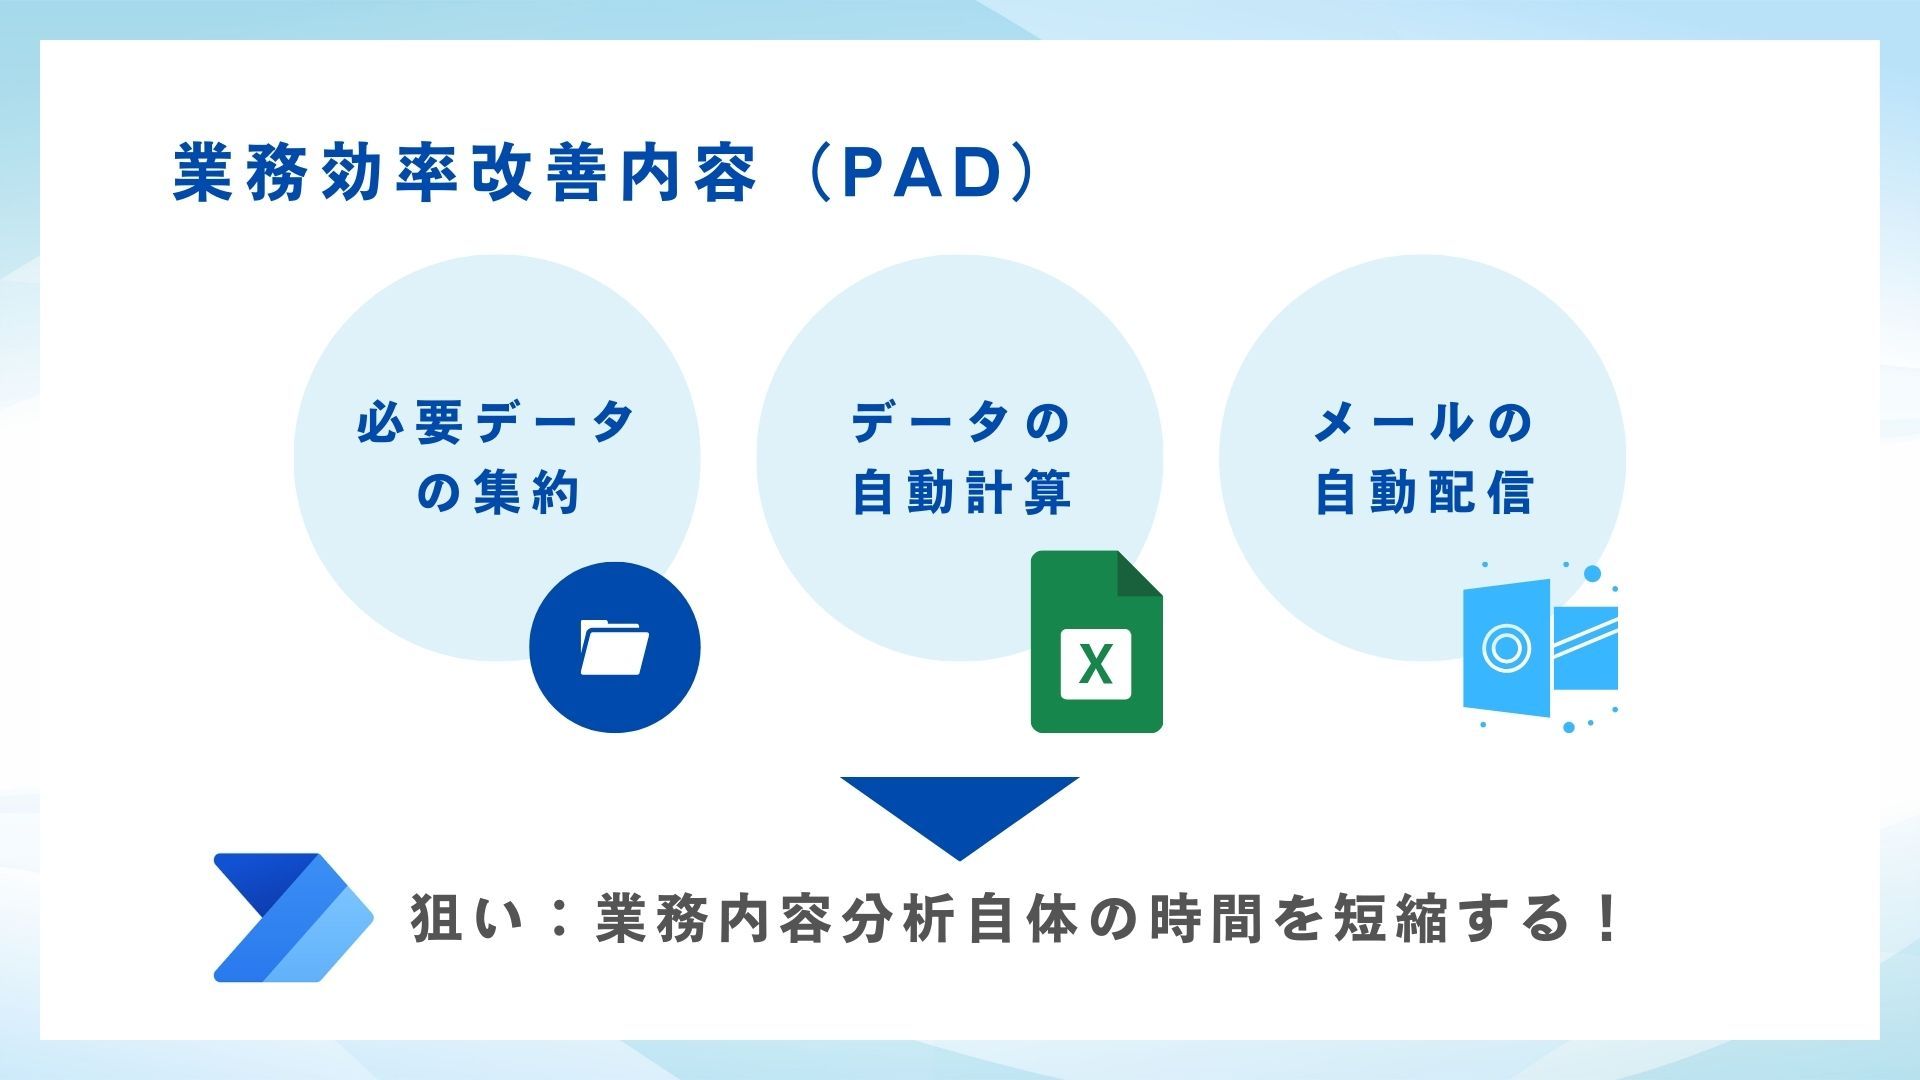 業務効率改善内容（PAD）
必要データ
の集約
データの
自動計算
メールの
自動配信
X
狙い：業務内容分析自体の時間を短縮する！